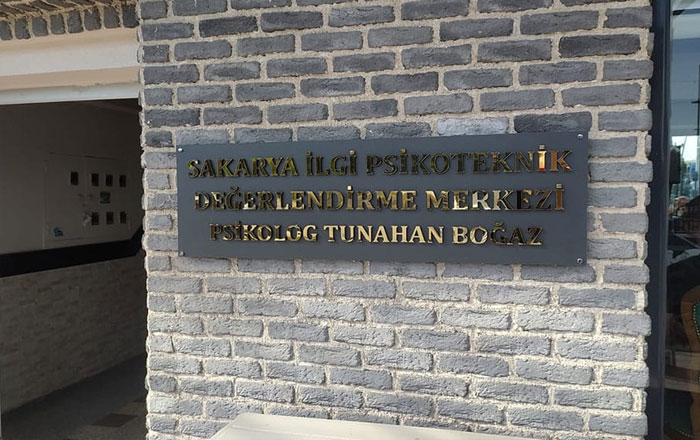 SAKARYA İLGİ PSİKOTEKNİK
DEĞERLENDİRME MERKEZİ
PSİKOLOG TUNAHAN BOĞAZ